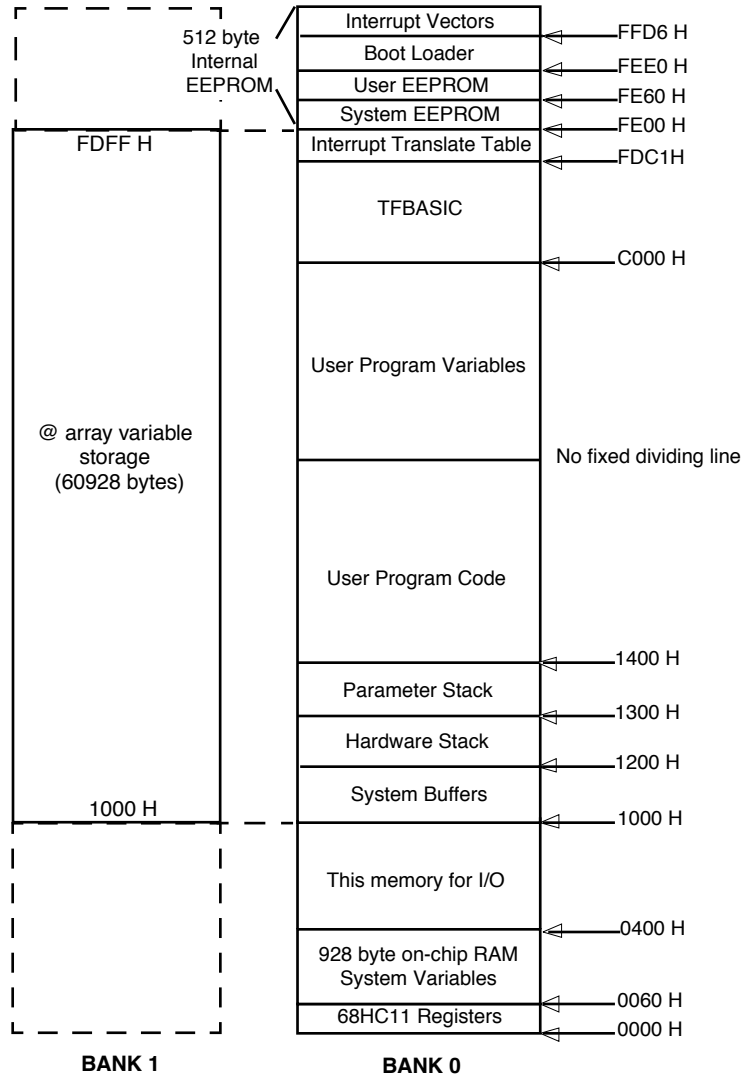 512 byte
Internal
EEPROM
Interrupt Vectors
FFD6 H
Boot Loader
FEE0 H
User EEPROM
FE60 H
System EEPROM
FE00 H
FDFF H
Interrupt Translate Table
FDC1H
TFBASIC
C000 H
User Program Variables
@ array variable
storage
(60928 bytes)
No fixed dividing line
User Program Code
1400 H
Parameter Stack
1300 H
Hardware Stack
1200 H
System Buffers
1000 H
1000 H
This memory for I/O
0400 H
928 byte on-chip RAM
System Variables
0060 H
68HC11 Registers
0000 H
BANK 1
BANK 0